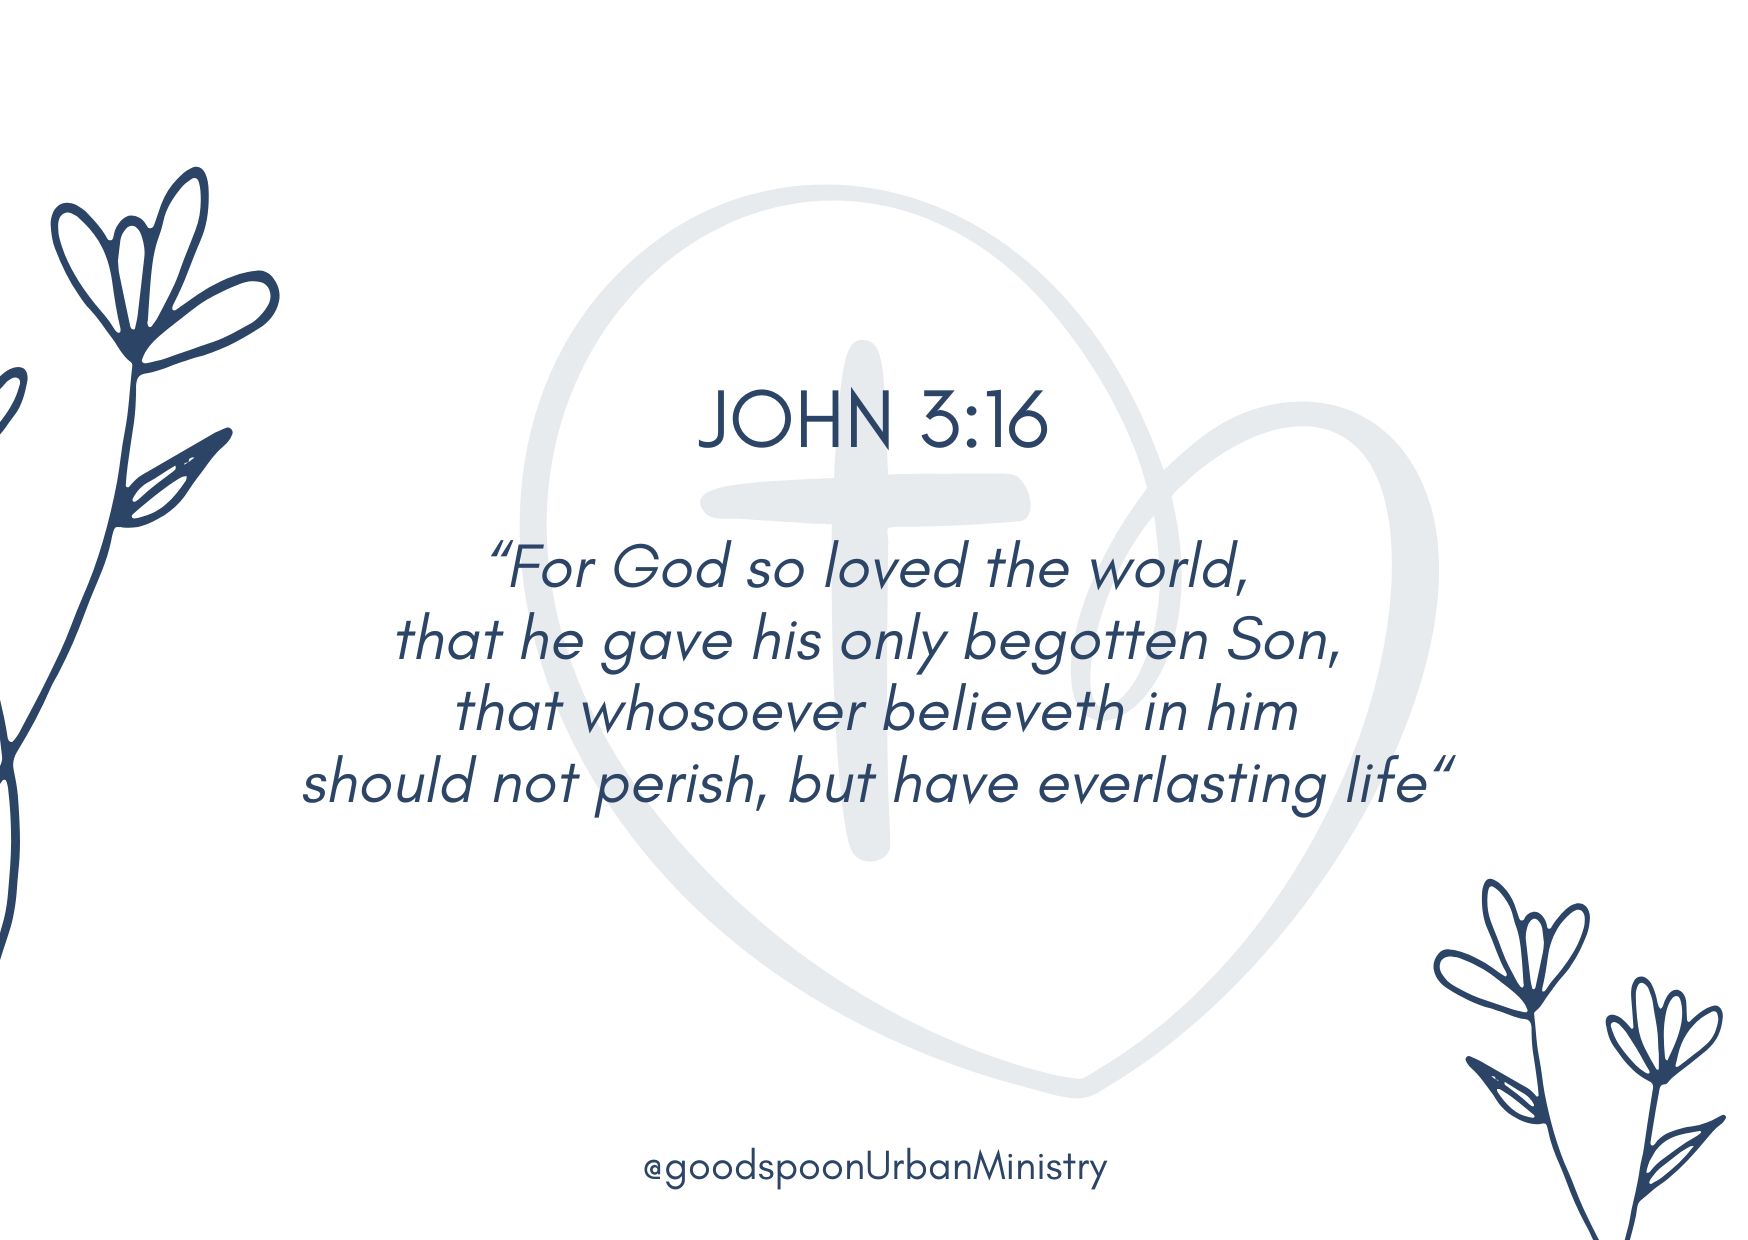 JOHN 3:16
“For God so loved the world,
that he gave his only begotten Son,
that whosoever believeth in him
should not perish, but have everlasting life“
@goodspoonUrbanMinistry